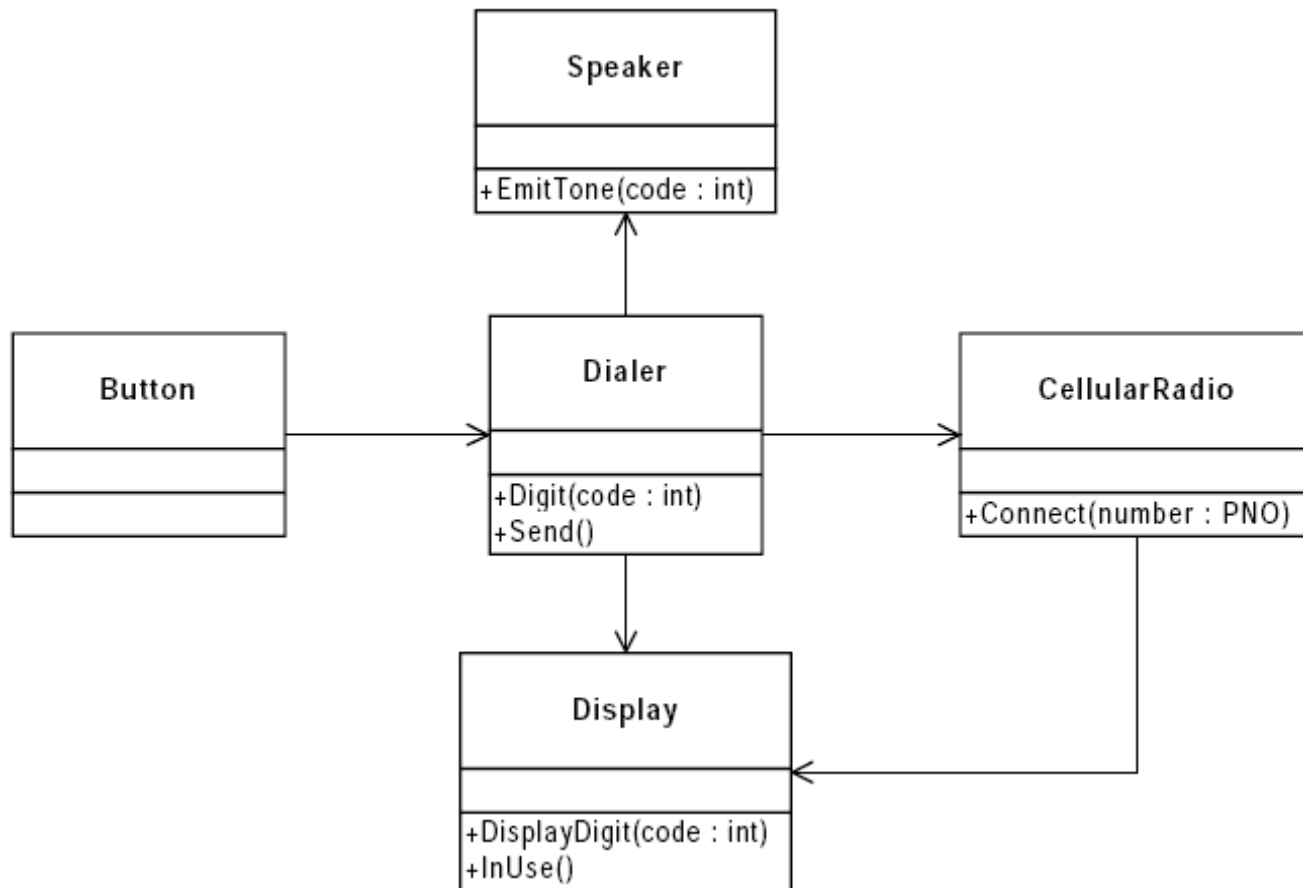 Speaker
+EmitTone(code : int)
Button
Dialer
+Digit(code : int)
+Send()
CellularRadio
+Connect(number : PNO)
Display
+DisplayDigit(code : int)
+InUse()